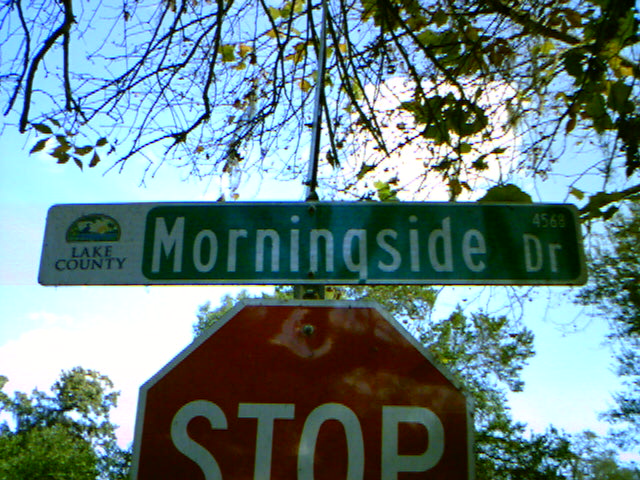 LAKE
COUNTY
Morningside Dr
4568
STOP